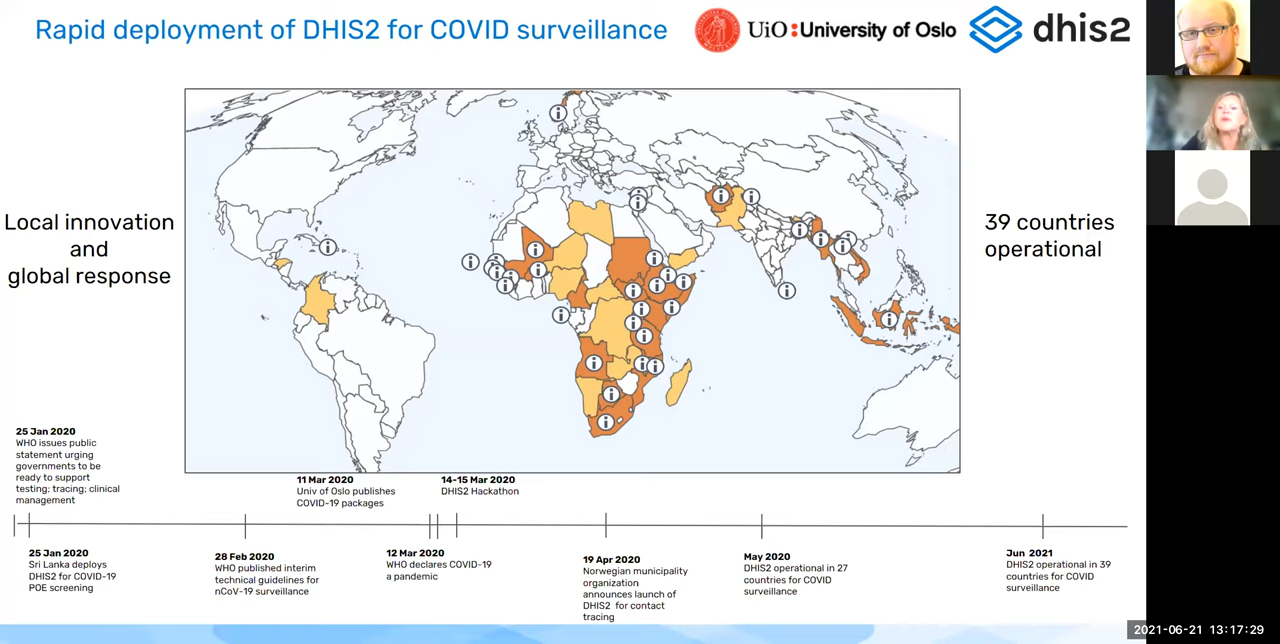 Rapid deployment of DHIS2 for COVID surveillance
UiO:University of Oslo
dhis2
Local innovation
and
global response
39 countries
operational
25 Jan 2020
WHO issues public
statement urging
governments to be
ready to support
testing; tracing; clinical
management
11 Mar 2020
Univ of Oslo publishes
COVID-19 packages
14-15 Mar 2020
DHIS2 Hackathon
25 Jan 2020
Sri Lanka deploys
DHIS2 for COVID-19
POE screening
28 Feb 2020
WHO published interim
technical guidelines for
nCoV-19 surveillance
12 Mar 2020
WHO declares COVID-19
a pandemic
19 Apr 2020
Norwegian municipality
organization
announces launch of
DHIS2 for contact
tracing
May 2020
DHIS2 operational in 27
countries for COVID
surveillance
Jun 2021
DHIS2 operational in 39
countries for COVID
surveillance
2021-06-21 13:17:29